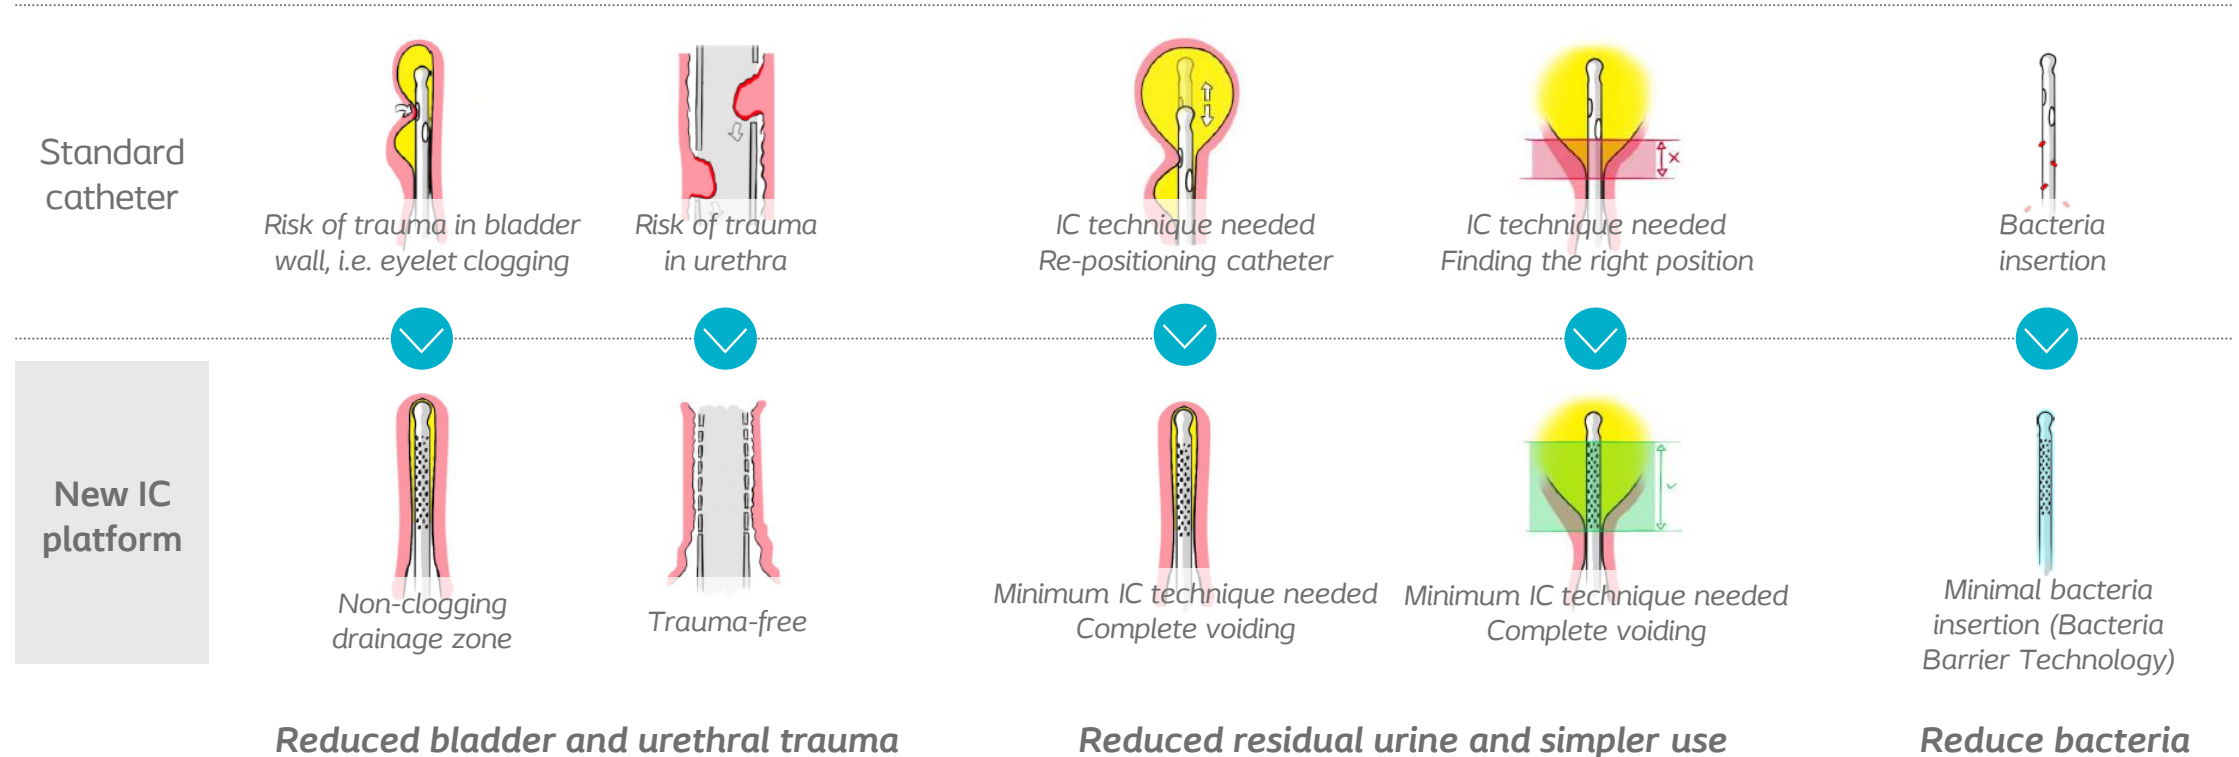 Standard
catheter
Risk of trauma in bladder
wall, i.e. eyelet clogging
Risk of trauma
in urethra
IC technique needed
Re-positioning catheter
IC technique needed
Finding the right position
Bacteria
insertion
New IC
platform
Non-clogging
drainage zone
Trauma-free
Minimum IC technique needed
Complete voiding
Minimum IC technique needed
Complete voiding
Minimal bacteria
insertion (Bacteria
Barrier Technology)
Reduced bladder and urethral trauma
Reduced residual urine and simpler use
Reduce bacteria